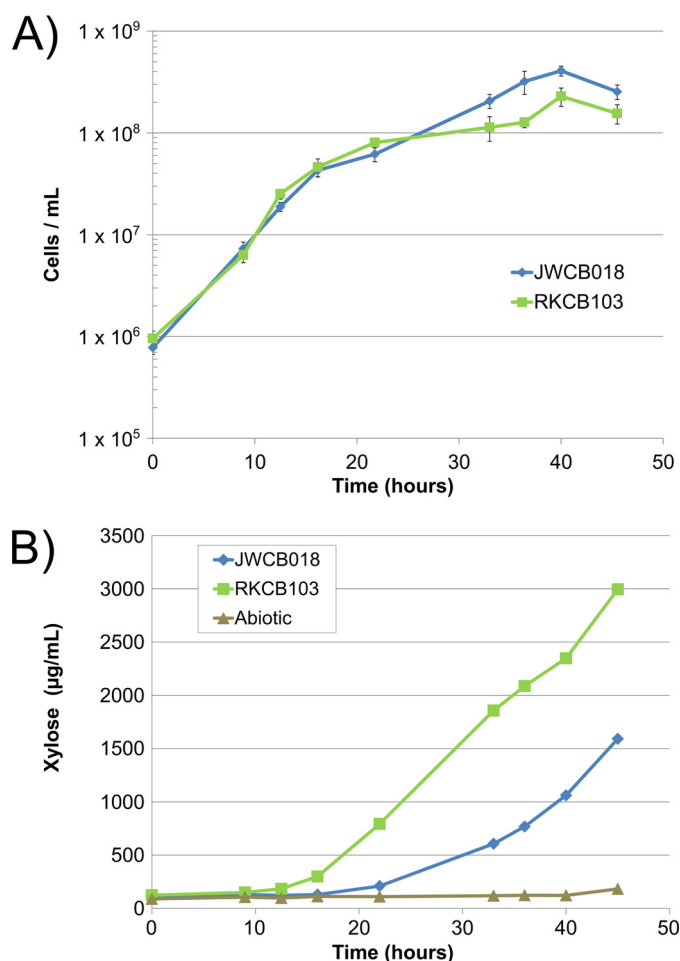 A)
1 x 10⁹
1 x 10⁸
1 x 10⁷
1 x 10⁶
1 x 10⁵
Cells / mL
JWCB018
RKCB103
0 10 20 30 40 50
Time (hours)
B)
3500
3000
2500
2000
1500
1000
500
0
Xylose (µg/mL)
JWCB018
RKCB103
Abiotic
0 10 20 30 40 50
Time (hours)